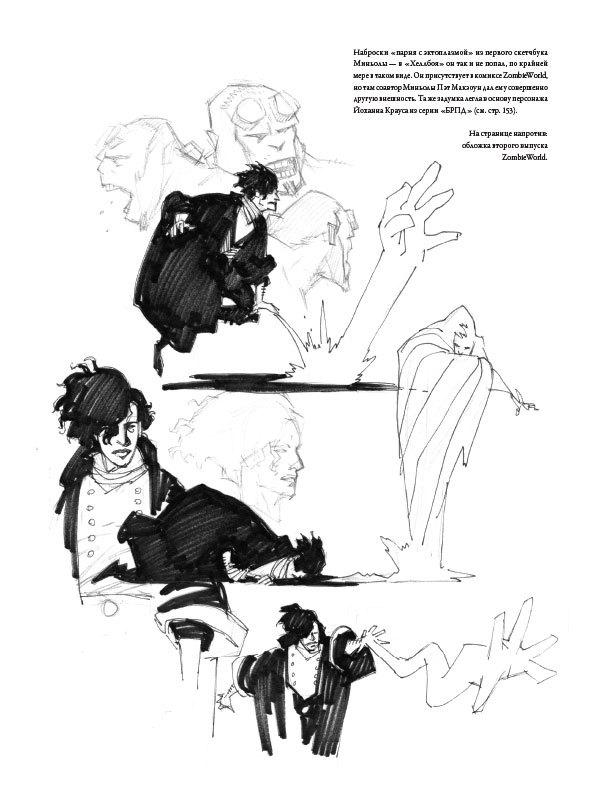 Наброски «парня с эктоплазмой» из первого скетчбука
Миньолы — в «Хеллбоя» он так и не попал, по крайней
мере в таком виде. Он присутствует в комиксе ZombieWorld,
но там соавтор Миньолы Пэт Макэоун дал ему совершенно
другую внешность. Та же задумка легла в основу персонажа
Йоханна Крауса из серии «БРПД» (см. стр. 153).
На странице напротив:
обложка второго выпуска
ZombieWorld.